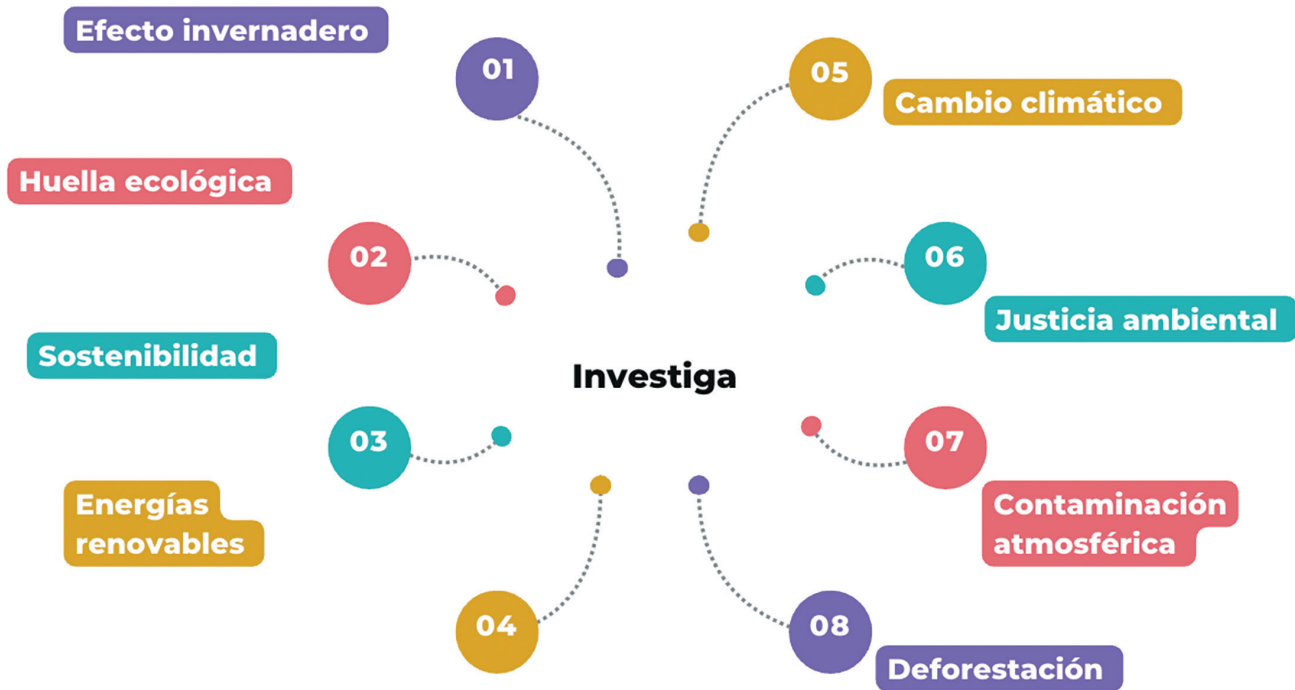 Efecto invernadero
01
Huella ecológica
02
Sostenibilidad
03
Energías
renovables
04
Investiga
05
Cambio climático
06
Justicia ambiental
07
Contaminación
atmosférica
08
Deforestación